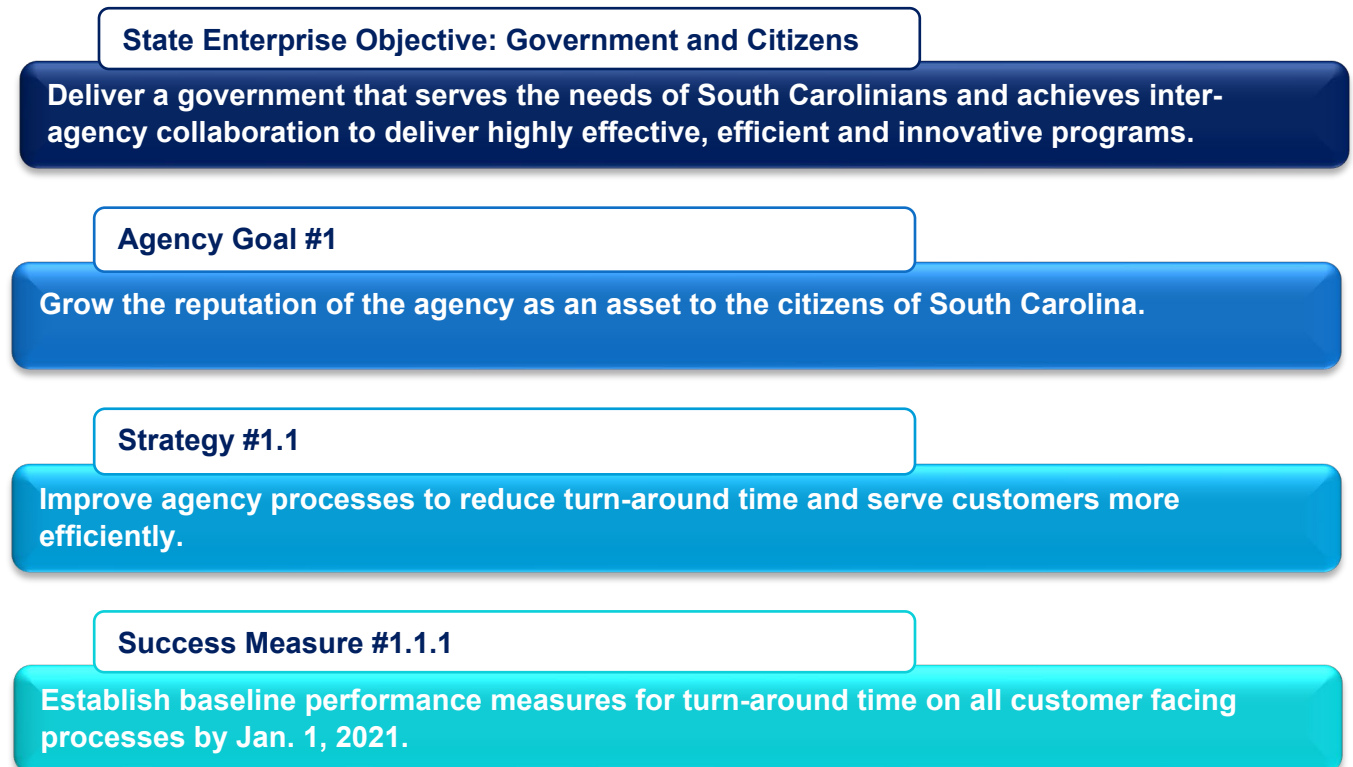 State Enterprise Objective: Government and Citizens
Deliver a government that serves the needs of South Carolinians and achieves inter-
agency collaboration to deliver highly effective, efficient and innovative programs.
Agency Goal #1
Grow the reputation of the agency as an asset to the citizens of South Carolina.
Strategy #1.1
Improve agency processes to reduce turn-around time and serve customers more
efficiently.
Success Measure #1.1.1
Establish baseline performance measures for turn-around time on all customer facing
processes by Jan. 1, 2021.